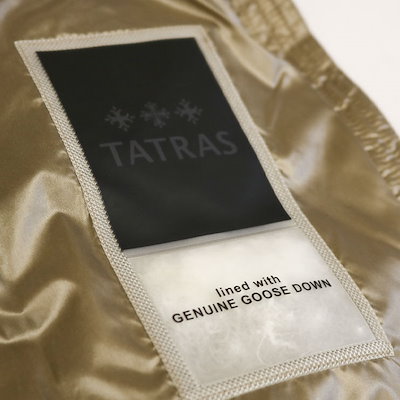 TATRAS
lined with
GENUINE GOOSE DOWN